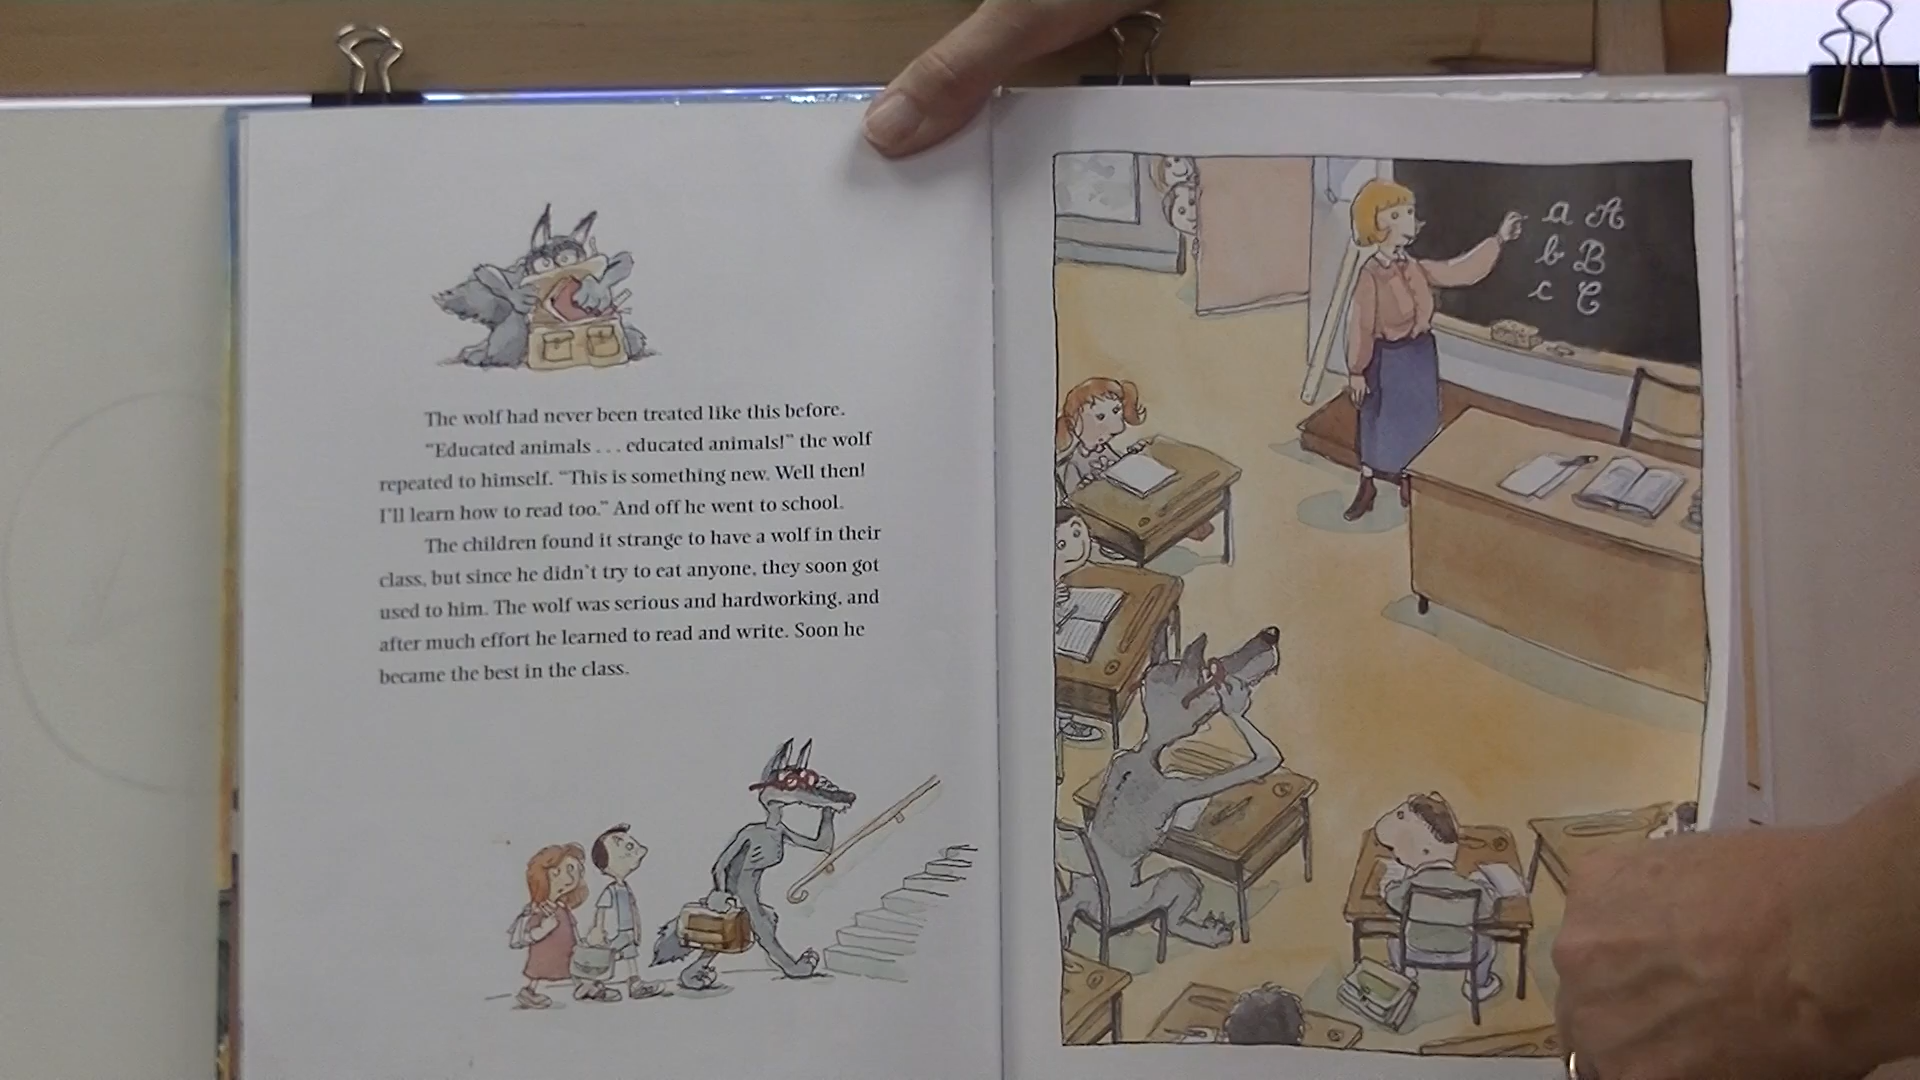 The wolf had never been treated like this before.
“Educated animals . . . educated animals!” the wolf
repeated to himself. “This is something new. Well then!
I'll learn how to read too.” And off he went to school.
The children found it strange to have a wolf in their
class, but since he didn't try to eat anyone, they soon got
used to him. The wolf was serious and hardworking, and
after much effort he learned to read and write. Soon he
became the best in the class.
a A
b B
c C